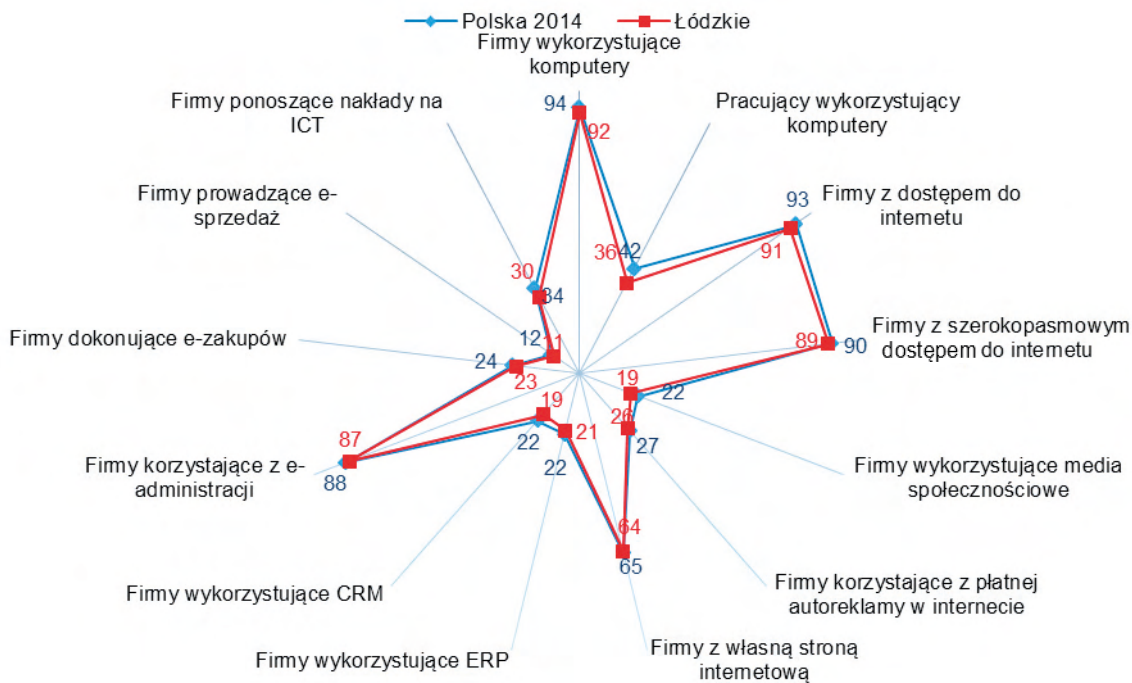 Polska 2014
Łódzkie
Firmy wykorzystujące
komputery
94
92
Pracujący wykorzystujący
komputery
42
36
Firmy z dostępem do
internetu
93
91
Firmy z szerokopasmowym
dostępem do internetu
90
89
Firmy wykorzystujące media
społecznościowe
22
19
Firmy korzystające z płatnej
autoreklamy w internecie
27
26
Firmy z własną stroną
internetową
65
64
Firmy wykorzystujące ERP
22
21
Firmy wykorzystujące CRM
22
19
Firmy korzystające z e-
administracji
88
87
Firmy dokonujące e-zakupów
24
23
Firmy prowadzące e-
sprzedaż
12
11
Firmy ponoszące nakłady na
ICT
34
30